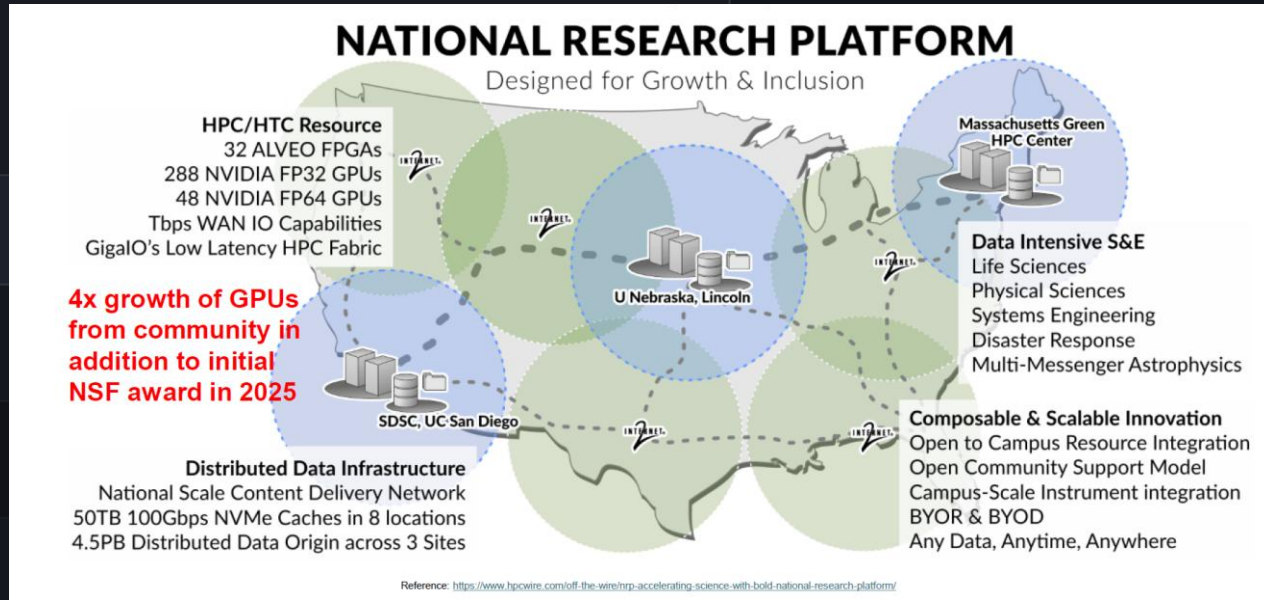 NATIONAL RESEARCH PLATFORM
Designed for Growth & Inclusion
HPC/HTC Resource
32 ALVEO FPGAs
288 NVIDIA FP32 GPUs
48 NVIDIA FP64 GPUs
Tbps WAN IO Capabilities
GigaIO's Low Latency HPC Fabric
4x growth of GPUs
from community in
addition to initial
NSF award in 2025
INTERNET2
INTERNET2
U Nebraska, Lincoln
Massachusetts Green
HPC Center
INTERNET2
Data Intensive S&E
Life Sciences
Physical Sciences
Systems Engineering
Disaster Response
Multi-Messenger Astrophysics
SDSC, UC San Diego
INTERNET2
INTERNET2
Distributed Data Infrastructure
National Scale Content Delivery Network
50TB 100Gbps NVMe Caches in 8 locations
4.5PB Distributed Data Origin across 3 Sites
Composable & Scalable Innovation
Open to Campus Resource Integration
Open Community Support Model
Campus-Scale Instrument integration
BYOR & BYOD
Any Data, Anytime, Anywhere
Reference: https://www.hpcwire.com/off-the-wire/nrp-accelerating-science-with-bold-national-research-platform/